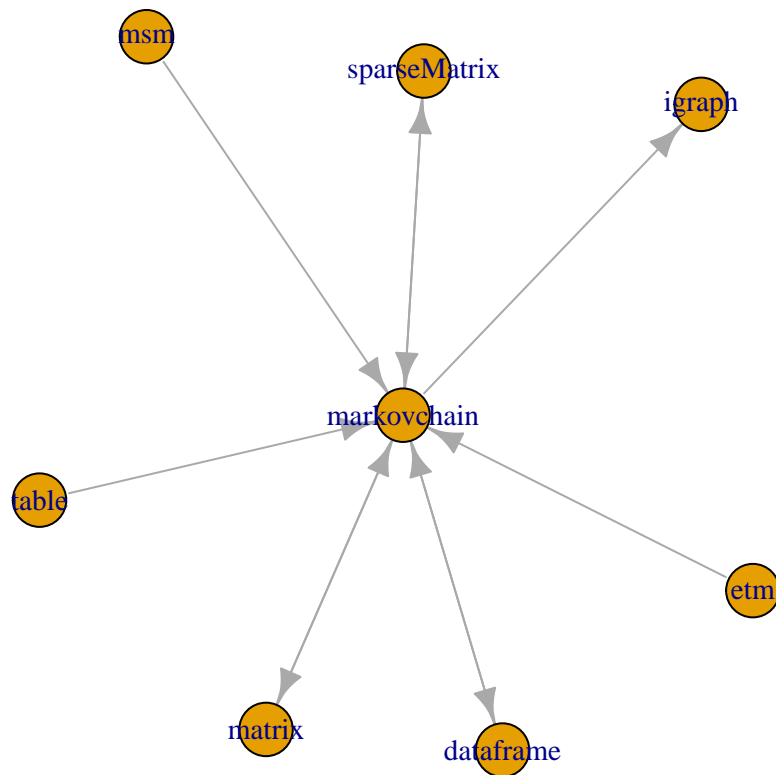 msm
sparseMatrix
igraph
markovchain
table
etm
matrix
dataframe